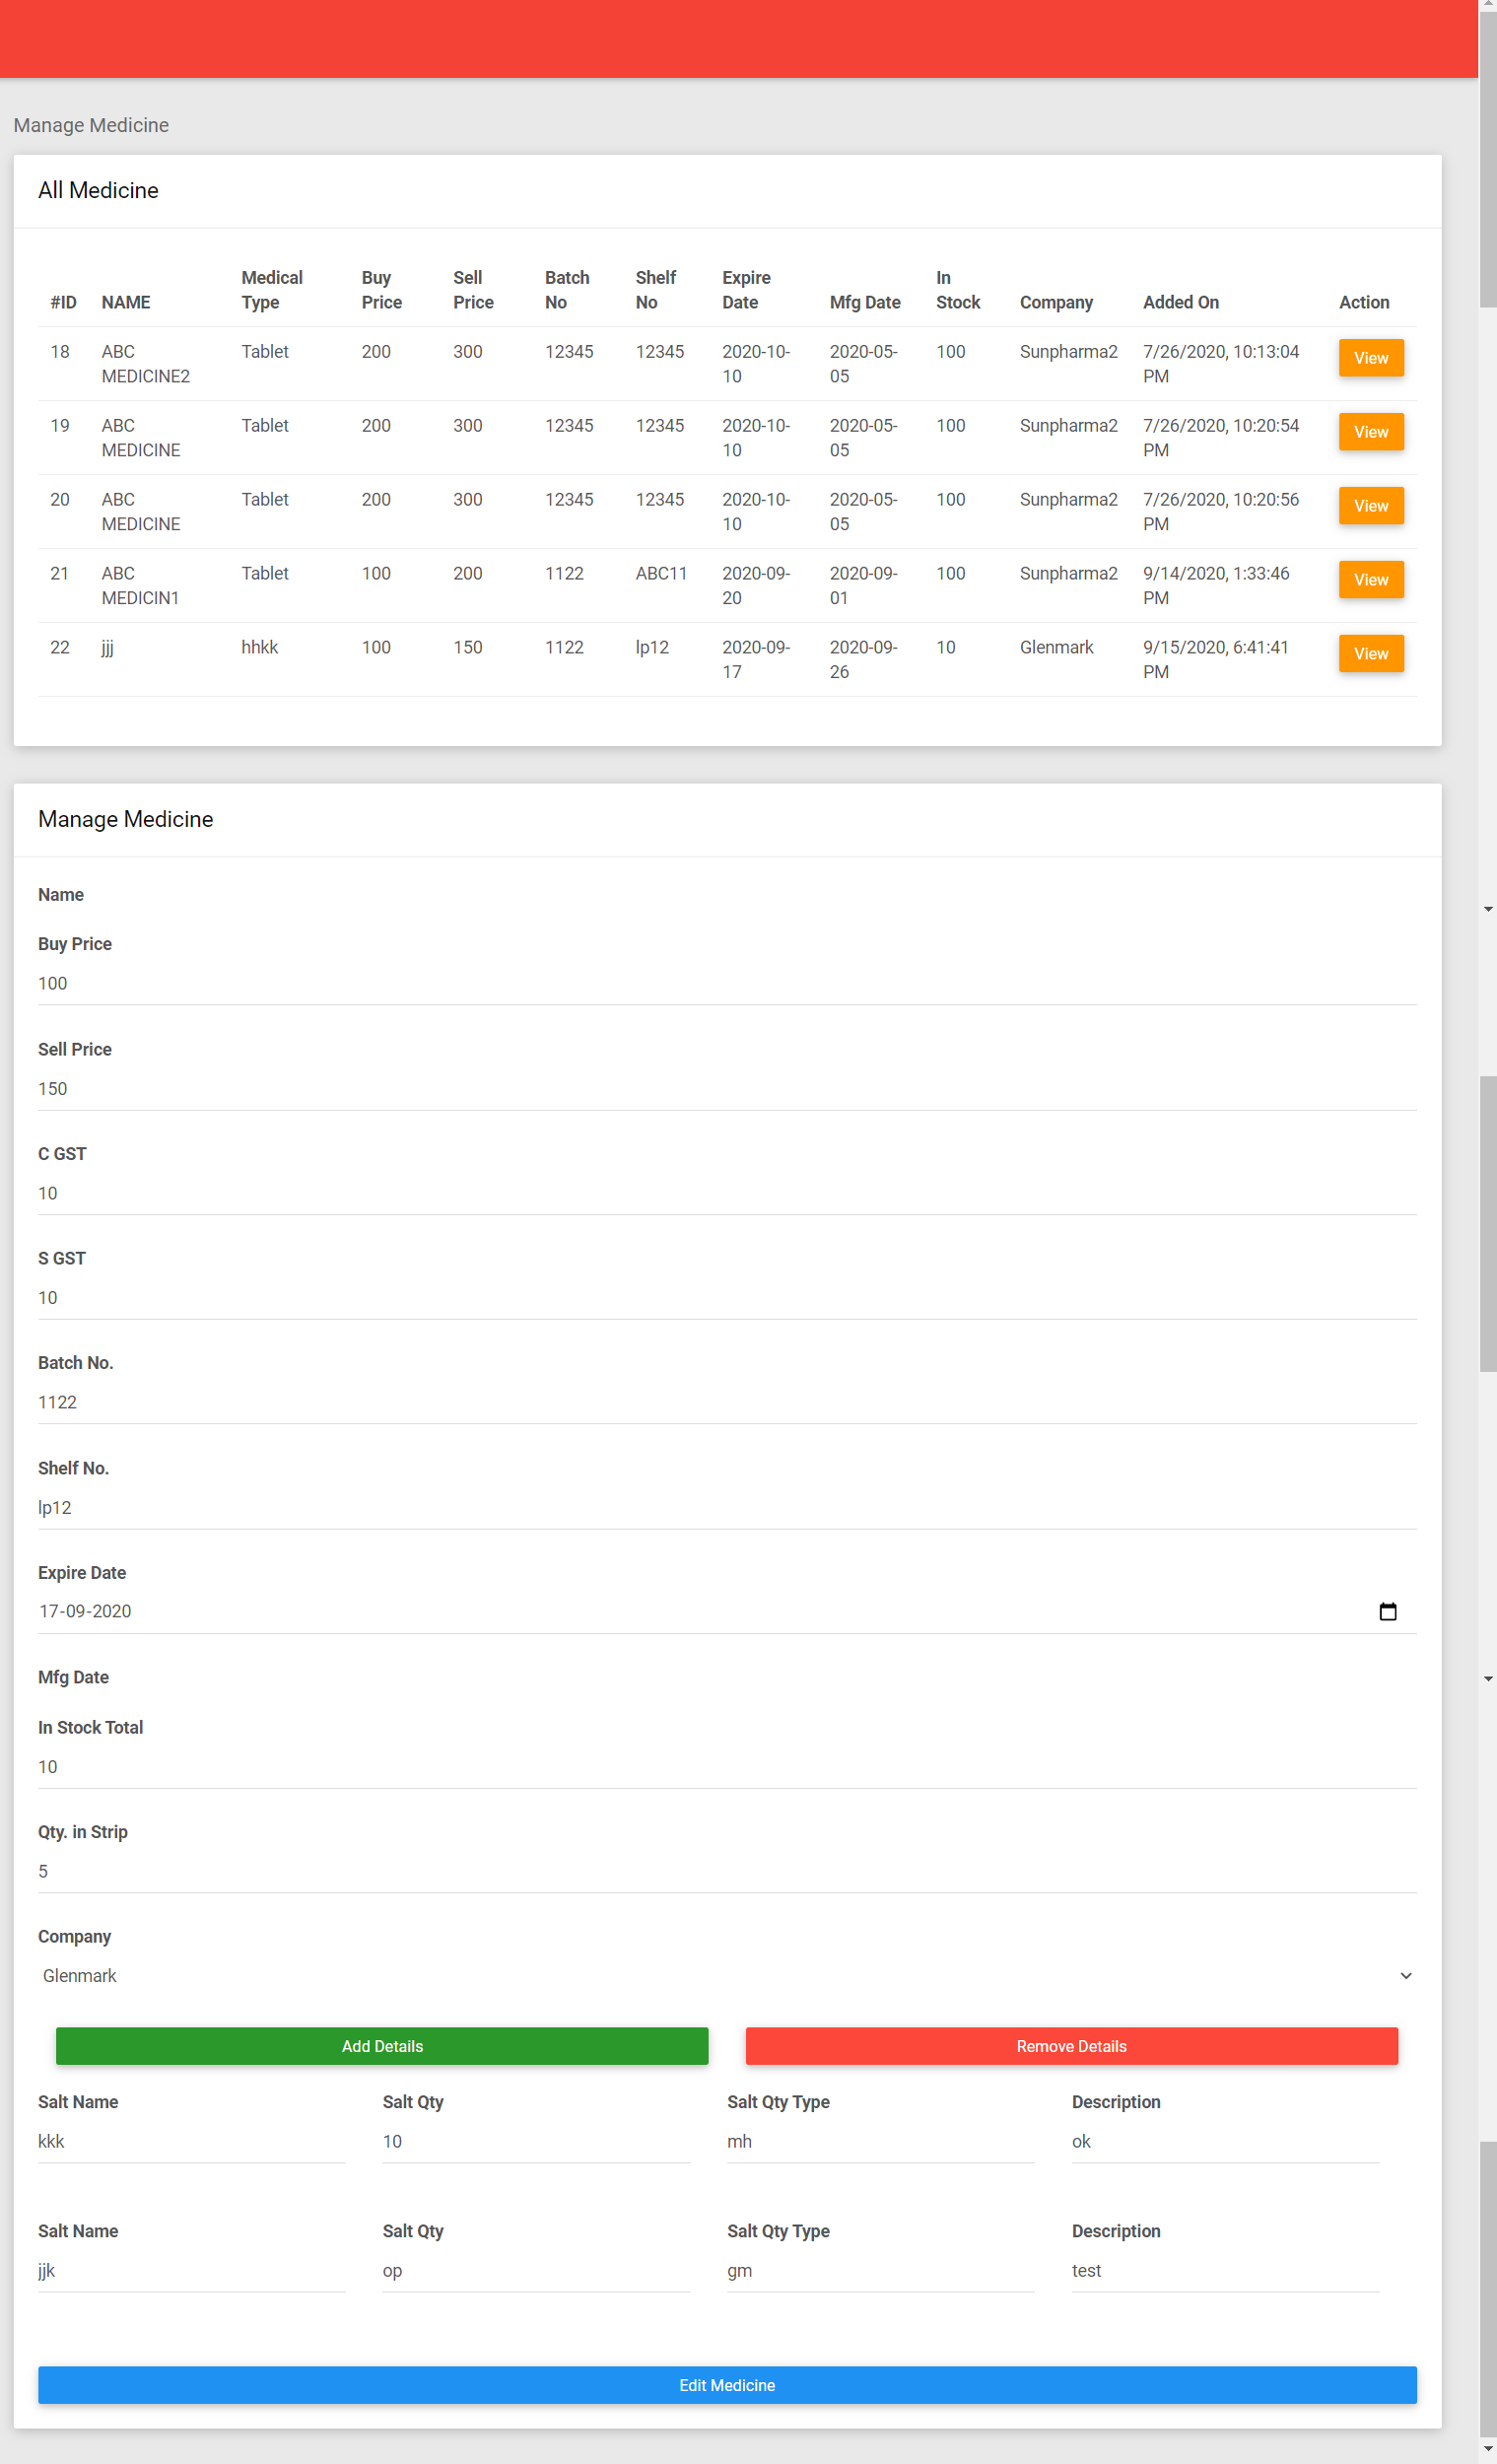 Manage Medicine
All Medicine
#ID NAME Medical Type Buy Price Sell Price Batch No Shelf No Expire Date Mfg Date In Stock Company Added On Action
18 ABC MEDICINE2 Tablet 200 300 12345 12345 2020-10-10 2020-05-05 100 Sunpharma2 7/26/2020, 10:13:04 PM View
19 ABC MEDICINE Tablet 200 300 12345 12345 2020-10-10 2020-05-05 100 Sunpharma2 7/26/2020, 10:20:54 PM View
20 ABC MEDICINE Tablet 200 300 12345 12345 2020-10-10 2020-05-05 100 Sunpharma2 7/26/2020, 10:20:56 PM View
21 ABC MEDICIN1 Tablet 100 200 1122 ABC11 2020-09-20 2020-09-01 100 Sunpharma2 9/14/2020, 1:33:46 PM View
22 jjj hhkk 100 150 1122 lp12 2020-09-17 2020-09-26 10 Glenmark 9/15/2020, 6:41:41 PM View
Manage Medicine
Name
Buy Price
100
Sell Price
150
C GST
10
S GST
10
Batch No.
1122
Shelf No.
lp12
Expire Date
17-09-2020
Mfg Date
In Stock Total
10
Qty. in Strip
5
Company
Glenmark
Add Details Remove Details
Salt Name Salt Qty Salt Qty Type Description
kkk 10 mh ok
Salt Name Salt Qty Salt Qty Type Description
jjk op gm test
Edit Medicine